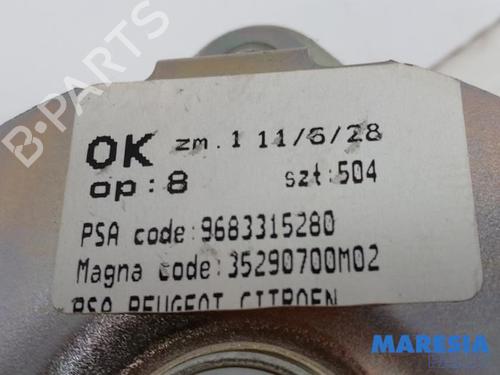 B-PARTS
OK zm.1 11/6/28
op:8 szt:504
PSA code:9683315280
Magna code:35290700M02
PSA PEUGEOT CITROEN
MARESIA